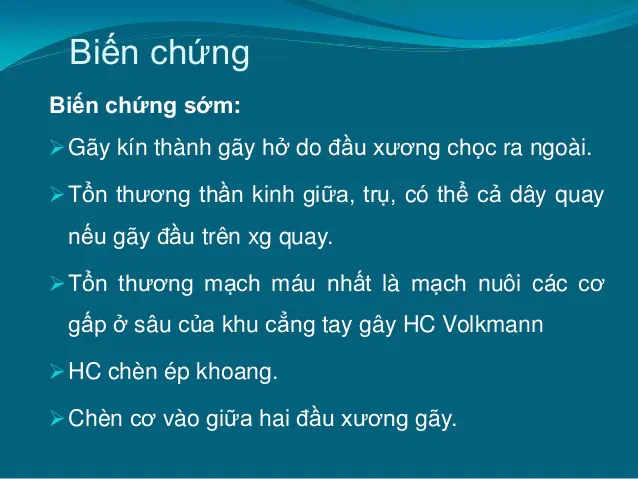 Biến chứng
Biến chứng sớm:
➢Gãy kín thành gãy hở do đầu xương chọc ra ngoài.
➢Tổn thương thần kinh giữa, trụ, có thể cả dây quay
nếu gãy đầu trên xg quay.
➢Tổn thương mạch máu nhất là mạch nuôi các cơ
gấp ở sâu của khu cẳng tay gây HC Volkmann
➢HC chèn ép khoang.
➢Chèn cơ vào giữa hai đầu xương gãy.